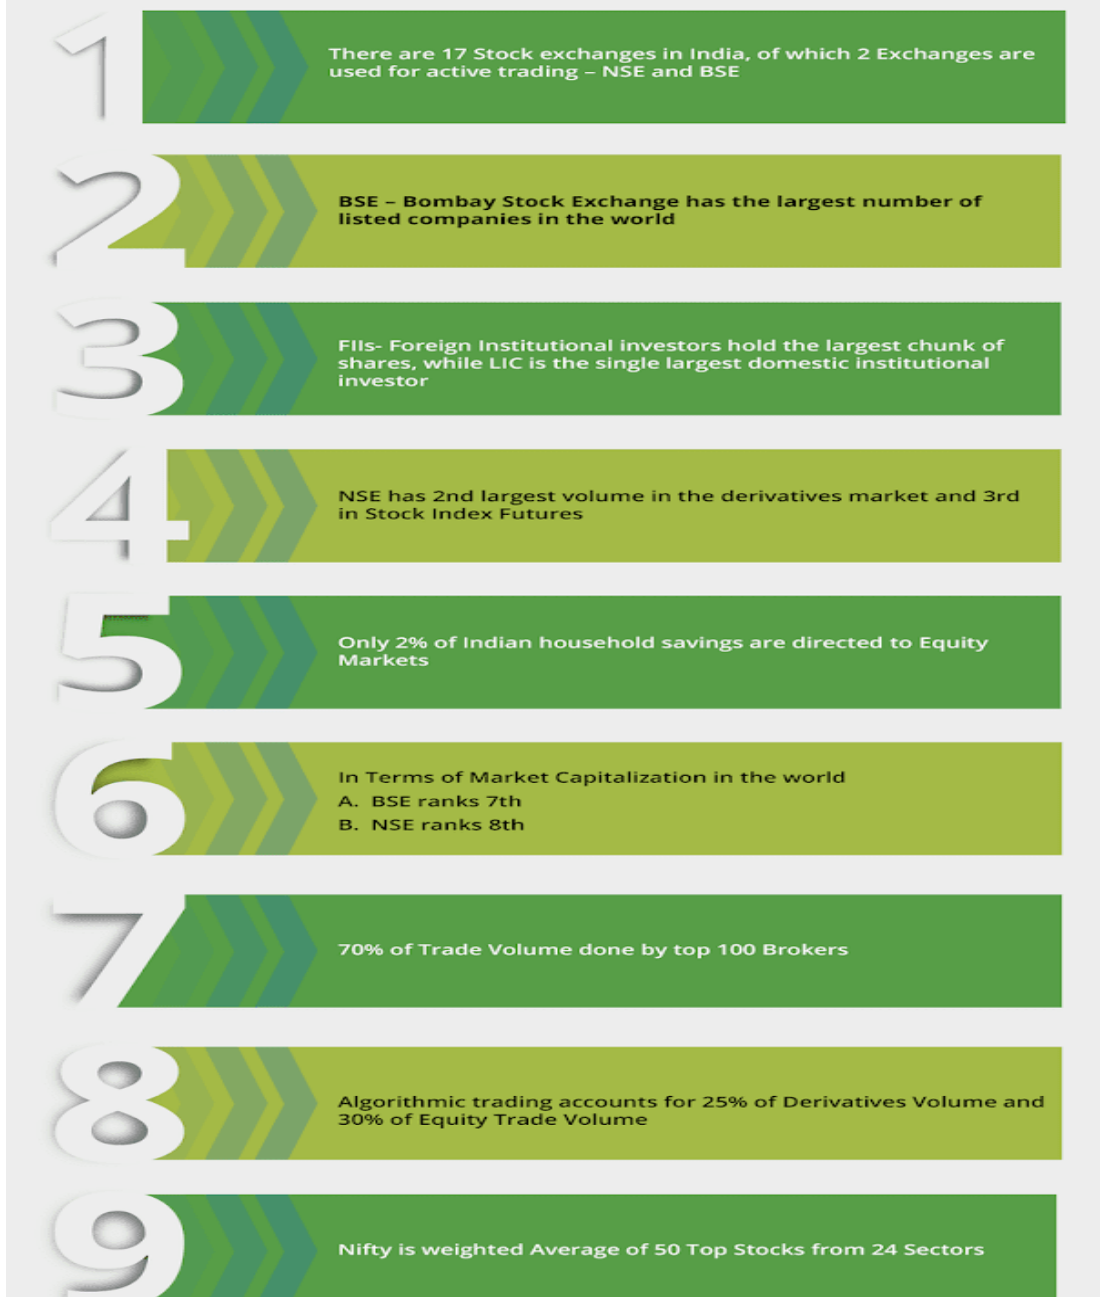 1
There are 17 Stock exchanges in India, of which 2 Exchanges are
used for active trading – NSE and BSE
2
BSE – Bombay Stock Exchange has the largest number of
listed companies in the world
3
FIIs- Foreign Institutional investors hold the largest chunk of
shares, while LIC is the single largest domestic institutional
investor
4
NSE has 2nd largest volume in the derivatives market and 3rd
in Stock Index Futures
5
Only 2% of Indian household savings are directed to Equity
Markets
6
In Terms of Market Capitalization in the world
A. BSE ranks 7th
B. NSE ranks 8th
7
70% of Trade Volume done by top 100 Brokers
8
Algorithmic trading accounts for 25% of Derivatives Volume and
30% of Equity Trade Volume
9
Nifty is weighted Average of 50 Top Stocks from 24 Sectors